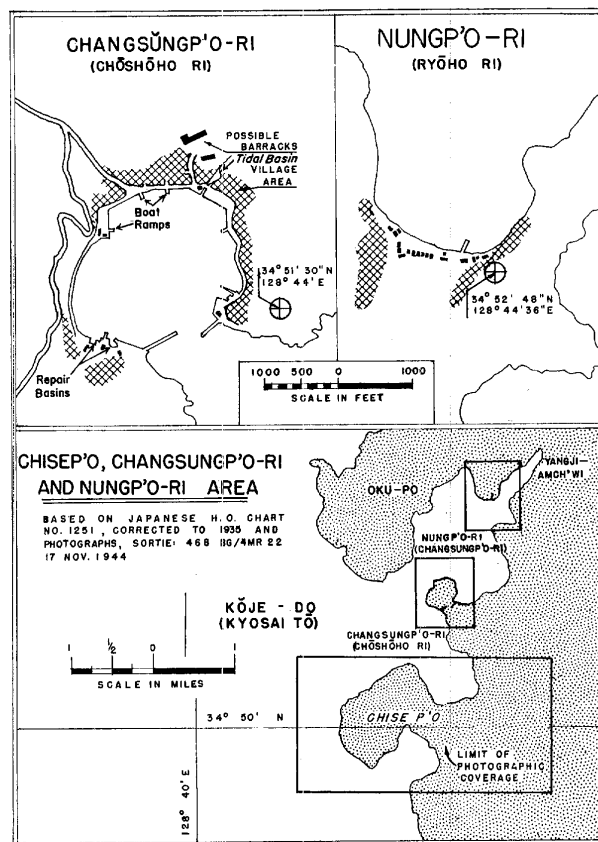 CHANGSŬNGP'O-RI
(CHŌSHŌHO RI)
POSSIBLE
BARRACKS
Tidal Basin
VILLAGE
AREA
Boat
Ramps
34° 51' 30"N
128° 44' E
Repair
Basins
NUNGP'O-RI
(RYŌHO RI)
34° 52' 48"N
128° 44' 36"E
1000 500 0 1000
SCALE IN FEET
CHISEP'O, CHANGSUNGP'O-RI
AND NUNGP'O-RI AREA
BASED ON JAPANESE H.O. CHART
NO. 1251, CORRECTED TO 1935 AND
PHOTOGRAPHS, SORTIE: 468 BG/4MR 22
17 NOV. 1944
KŎJE - DO
(KYOSAI TŌ)
1 ½ 0 1
SCALE IN MILES
34° 50' N
128° 40' E
OKU-PO
YANGJI-
AMCH'WI
NUNGP'O-RI
(CHANGSUNGP'O-RI)
CHANGSUNGP'O-RI
(CHŌSHŌHO RI)
CHISE P'O
LIMIT OF
PHOTOGRAPHIC
COVERAGE